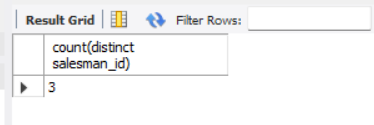 Result Grid Filter Rows:
count(distinct
salesman_id)
3